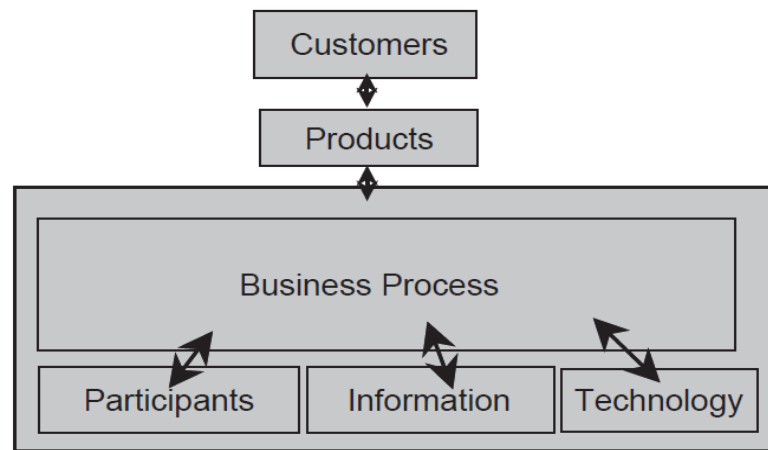 Customers
Products
Business Process
Participants
Information
Technology